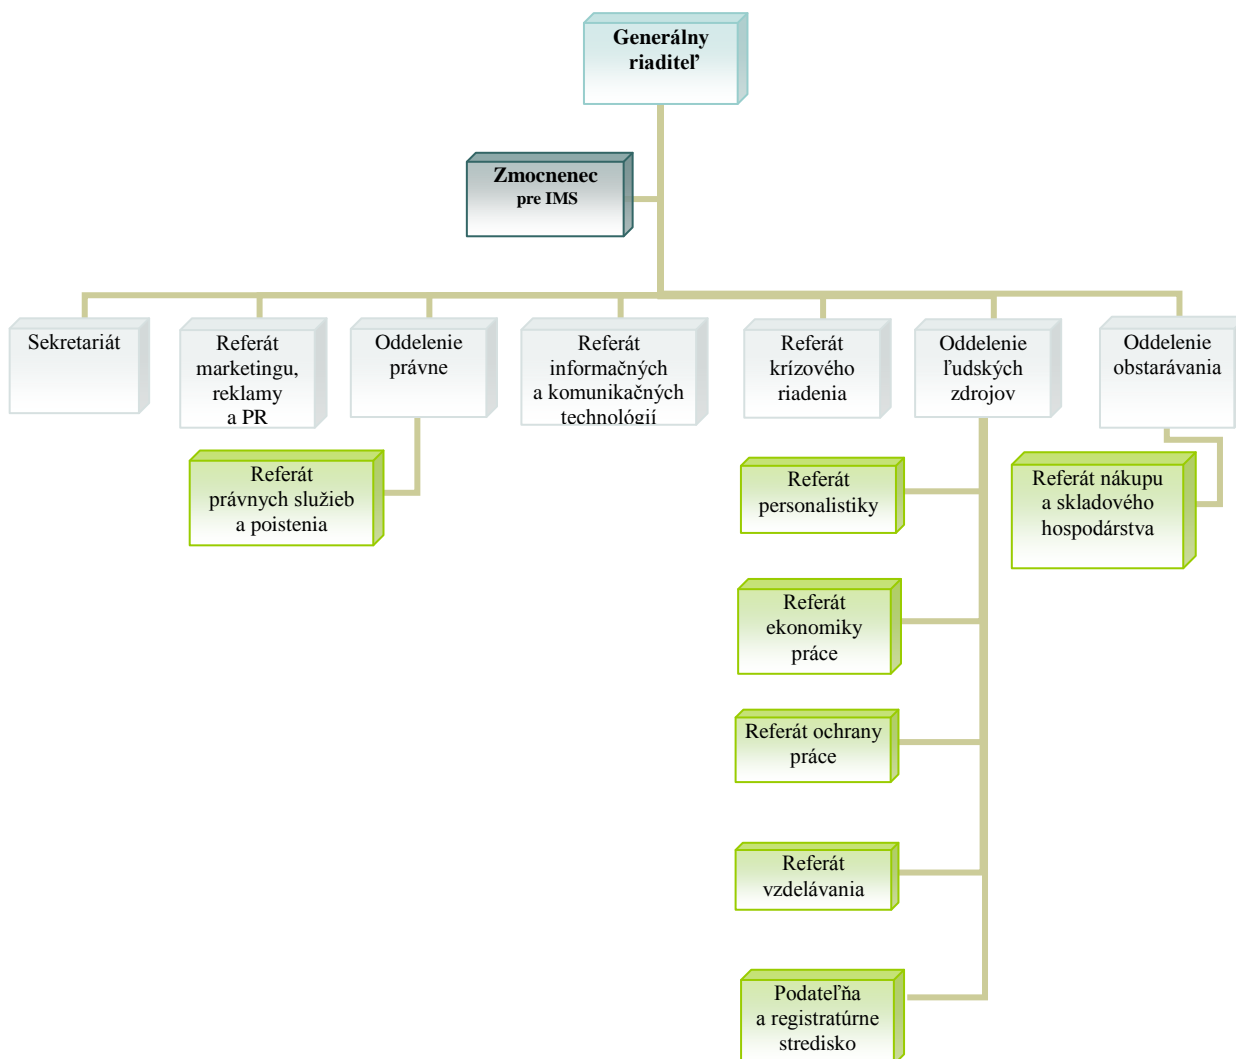 Generálny
riaditeľ
Zmocnenec
pre IMS
Sekretariát
Referát
marketingu,
reklamy
a PR
Oddelenie
právne
Referát
informačných
a komunikačných
technológií
Referát
krízového
riadenia
Oddelenie
ľudských
zdrojov
Oddelenie
obstarávania
Referát
právnych služieb
a poistenia
Referát
personalistiky
Referát nákupu
a skladového
hospodárstva
Referát
ekonomiky
práce
Referát ochrany
práce
Referát
vzdelávania
Podateľňa
a registratúrne
stredisko